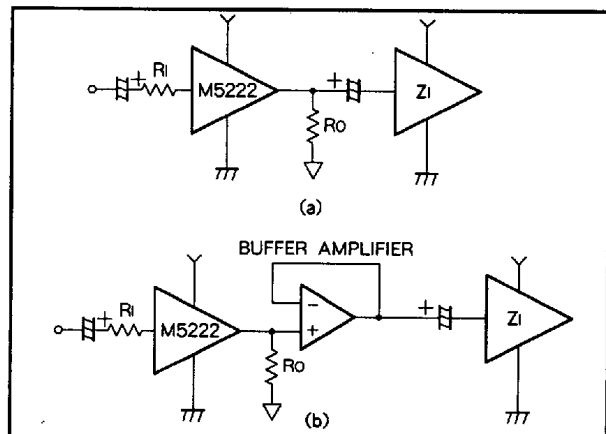 + RI M5222 + ZI
RO
(a)
BUFFER AMPLIFIER
+ RI M5222 - + + ZI
RO
(b)